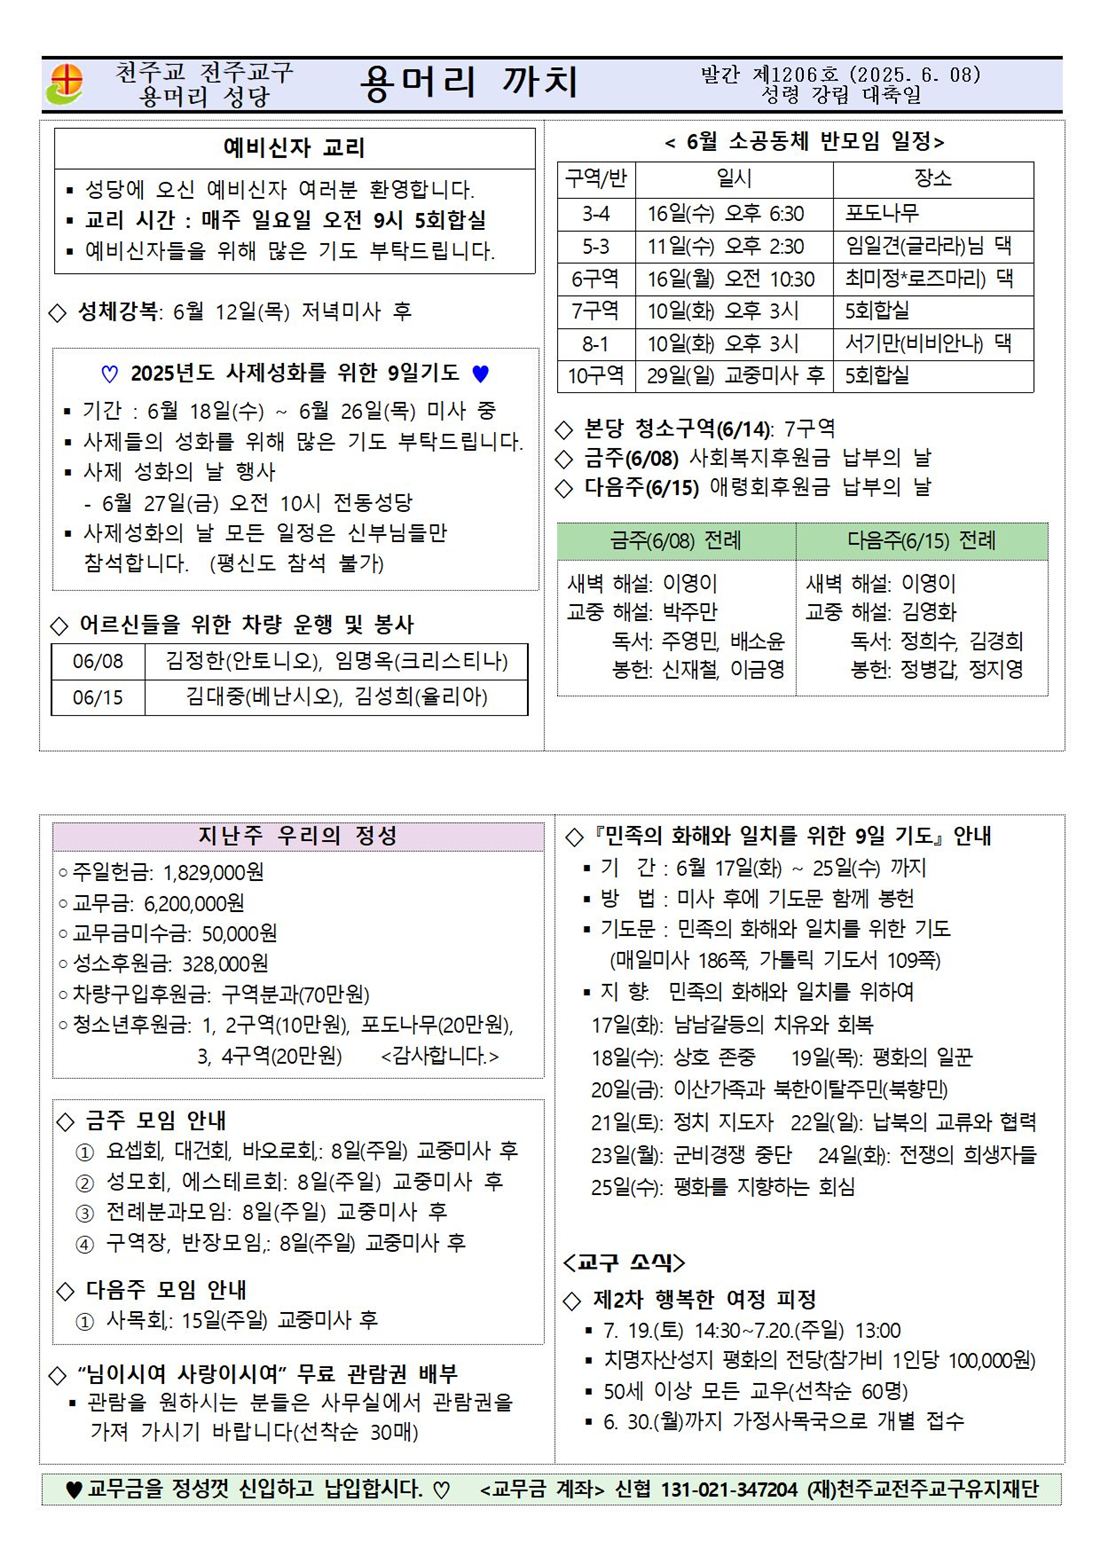 천주교 전주교구
용머리 성당
용머리 까치
발간 제1206호 (2025. 6. 08)
성령 강림 대축일
예비신자 교리
▪ 성당에 오신 예비신자 여러분 환영합니다.
▪ 교리 시간 : 매주 일요일 오전 9시 5회합실
▪ 예비신자들을 위해 많은 기도 부탁드립니다.
◇ 성체강복: 6월 12일(목) 저녁미사 후
♡ 2025년도 사제성화를 위한 9일기도 ♥
▪ 기간 : 6월 18일(수) ~ 6월 26일(목) 미사 중
▪ 사제들의 성화를 위해 많은 기도 부탁드립니다.
▪ 사제 성화의 날 행사
- 6월 27일(금) 오전 10시 전동성당
▪ 사제성화의 날 모든 일정은 신부님들만
참석합니다. (평신도 참석 불가)
◇ 어르신들을 위한 차량 운행 및 봉사
06/08 김정한(안토니오), 임명옥(크리스티나)
06/15 김대중(베난시오), 김성희(율리아)
< 6월 소공동체 반모임 일정>
구역/반 일시 장소
3-4 16일(수) 오후 6:30 포도나무
5-3 11일(수) 오후 2:30 임일견(글라라)님 댁
6구역 16일(월) 오전 10:30 최미정*로즈마리) 댁
7구역 10일(화) 오후 3시 5회합실
8-1 10일(화) 오후 3시 서기만(비비안나) 댁
10구역 29일(일) 교중미사 후 5회합실
◇ 본당 청소구역(6/14): 7구역
◇ 금주(6/08) 사회복지후원금 납부의 날
◇ 다음주(6/15) 애령회후원금 납부의 날
금주(6/08) 전례 다음주(6/15) 전례
새벽 해설: 이영이 새벽 해설: 이영이
교중 해설: 박주만 교중 해설: 김영화
독서: 주영민, 배소윤 독서: 정희수, 김경희
봉헌: 신재철, 이금영 봉헌: 정병갑, 정지영
지난주 우리의 정성
○ 주일헌금: 1,829,000원
○ 교무금: 6,200,000원
○ 교무금미수금: 50,000원
○ 성소후원금: 328,000원
○ 차량구입후원금: 구역분과(70만원)
○ 청소년후원금: 1, 2구역(10만원), 포도나무(20만원),
3, 4구역(20만원) <감사합니다.>
◇ 금주 모임 안내
① 요셉회, 대건회, 바오로회,: 8일(주일) 교중미사 후
② 성모회, 에스테르회: 8일(주일) 교중미사 후
③ 전례분과모임: 8일(주일) 교중미사 후
④ 구역장, 반장모임,: 8일(주일) 교중미사 후
◇ 다음주 모임 안내
① 사목회,: 15일(주일) 교중미사 후
◇ “님이시여 사랑이시여” 무료 관람권 배부
▪ 관람을 원하시는 분들은 사무실에서 관람권을
가져 가시기 바랍니다(선착순 30매)
◇ 『민족의 화해와 일치를 위한 9일 기도』 안내
▪ 기 간 : 6월 17일(화) ~ 25일(수) 까지
▪ 방 법 : 미사 후에 기도문 함께 봉헌
▪ 기도문 : 민족의 화해와 일치를 위한 기도
(매일미사 186쪽, 가톨릭 기도서 109쪽)
▪ 지 향: 민족의 화해와 일치를 위하여
17일(화): 남남갈등의 치유와 회복
18일(수): 상호 존중 19일(목): 평화의 일꾼
20일(금): 이산가족과 북한이탈주민(북향민)
21일(토): 정치 지도자 22일(일): 납북의 교류와 협력
23일(월): 군비경쟁 중단 24일(화): 전쟁의 희생자들
25일(수): 평화를 지향하는 회심
<교구 소식>
◇ 제2차 행복한 여정 피정
▪ 7. 19.(토) 14:30~7.20.(주일) 13:00
▪ 치명자산성지 평화의 전당(참가비 1인당 100,000원)
▪ 50세 이상 모든 교우(선착순 60명)
▪ 6. 30.(월)까지 가정사목국으로 개별 접수
♥ 교무금을 정성껏 신입하고 납입합시다. ♡ <교무금 계좌> 신협 131-021-347204 (재)천주교전주교구유지재단